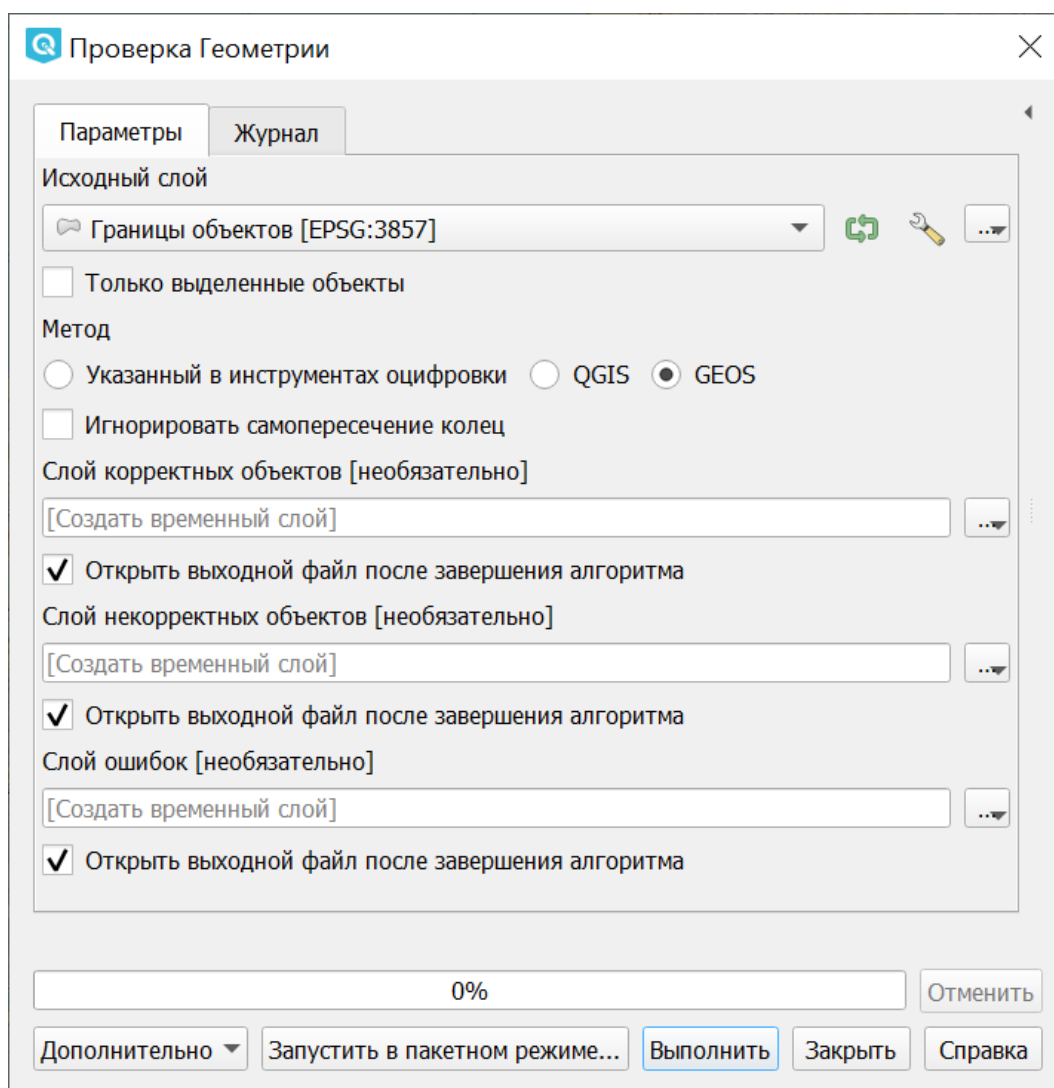 Проверка Геометрии
Параметры Журнал
Исходный слой
Границы объектов [EPSG:3857]
Только выделенные объекты
Метод
Указанный в инструментах оцифровки QGIS GEOS
Игнорировать самопересечение колец
Слой корректных объектов [необязательно]
[Создать временный слой]
Открыть выходной файл после завершения алгоритма
Слой некорректных объектов [необязательно]
[Создать временный слой]
Открыть выходной файл после завершения алгоритма
Слой ошибок [необязательно]
[Создать временный слой]
Открыть выходной файл после завершения алгоритма
0% Отменить
Дополнительно Запустить в пакетном режиме... Выполнить Закрыть Справка